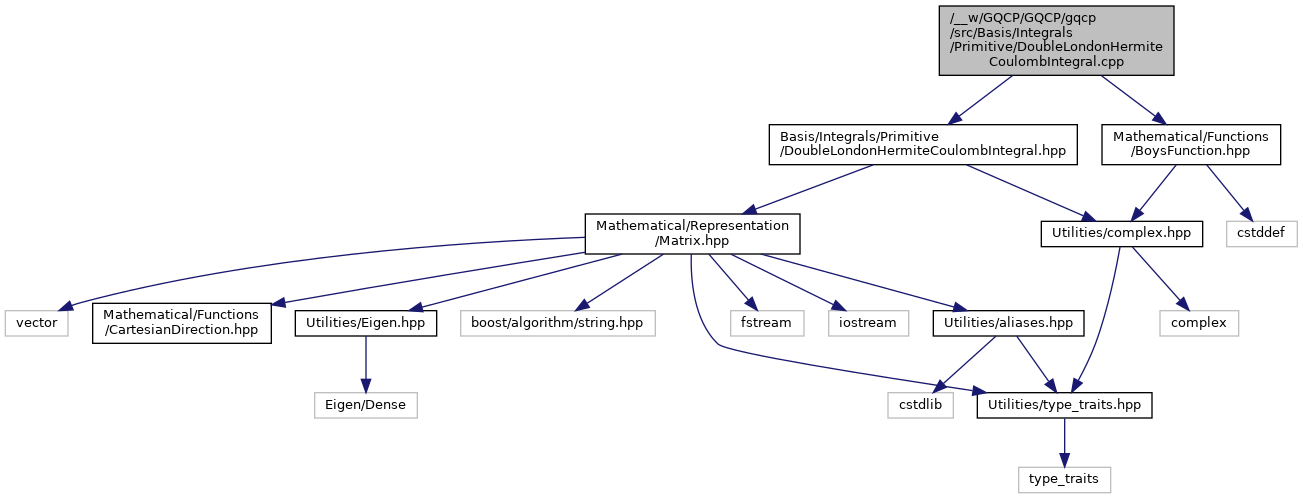 /__w/GQCP/GQCP/gqcp
/src/Basis/Integrals
/Primitive/DoubleLondonHermite
CoulombIntegral.cpp
Basis/Integrals/Primitive
/DoubleLondonHermiteCoulombIntegral.hpp
Mathematical/Functions
/BoysFunction.hpp
Mathematical/Representation
/Matrix.hpp
Utilities/complex.hpp
cstddef
vector
Mathematical/Functions
/CartesianDirection.hpp
Utilities/Eigen.hpp
boost/algorithm/string.hpp
fstream
iostream
Utilities/aliases.hpp
complex
Eigen/Dense
cstdlib
Utilities/type_traits.hpp
type_traits